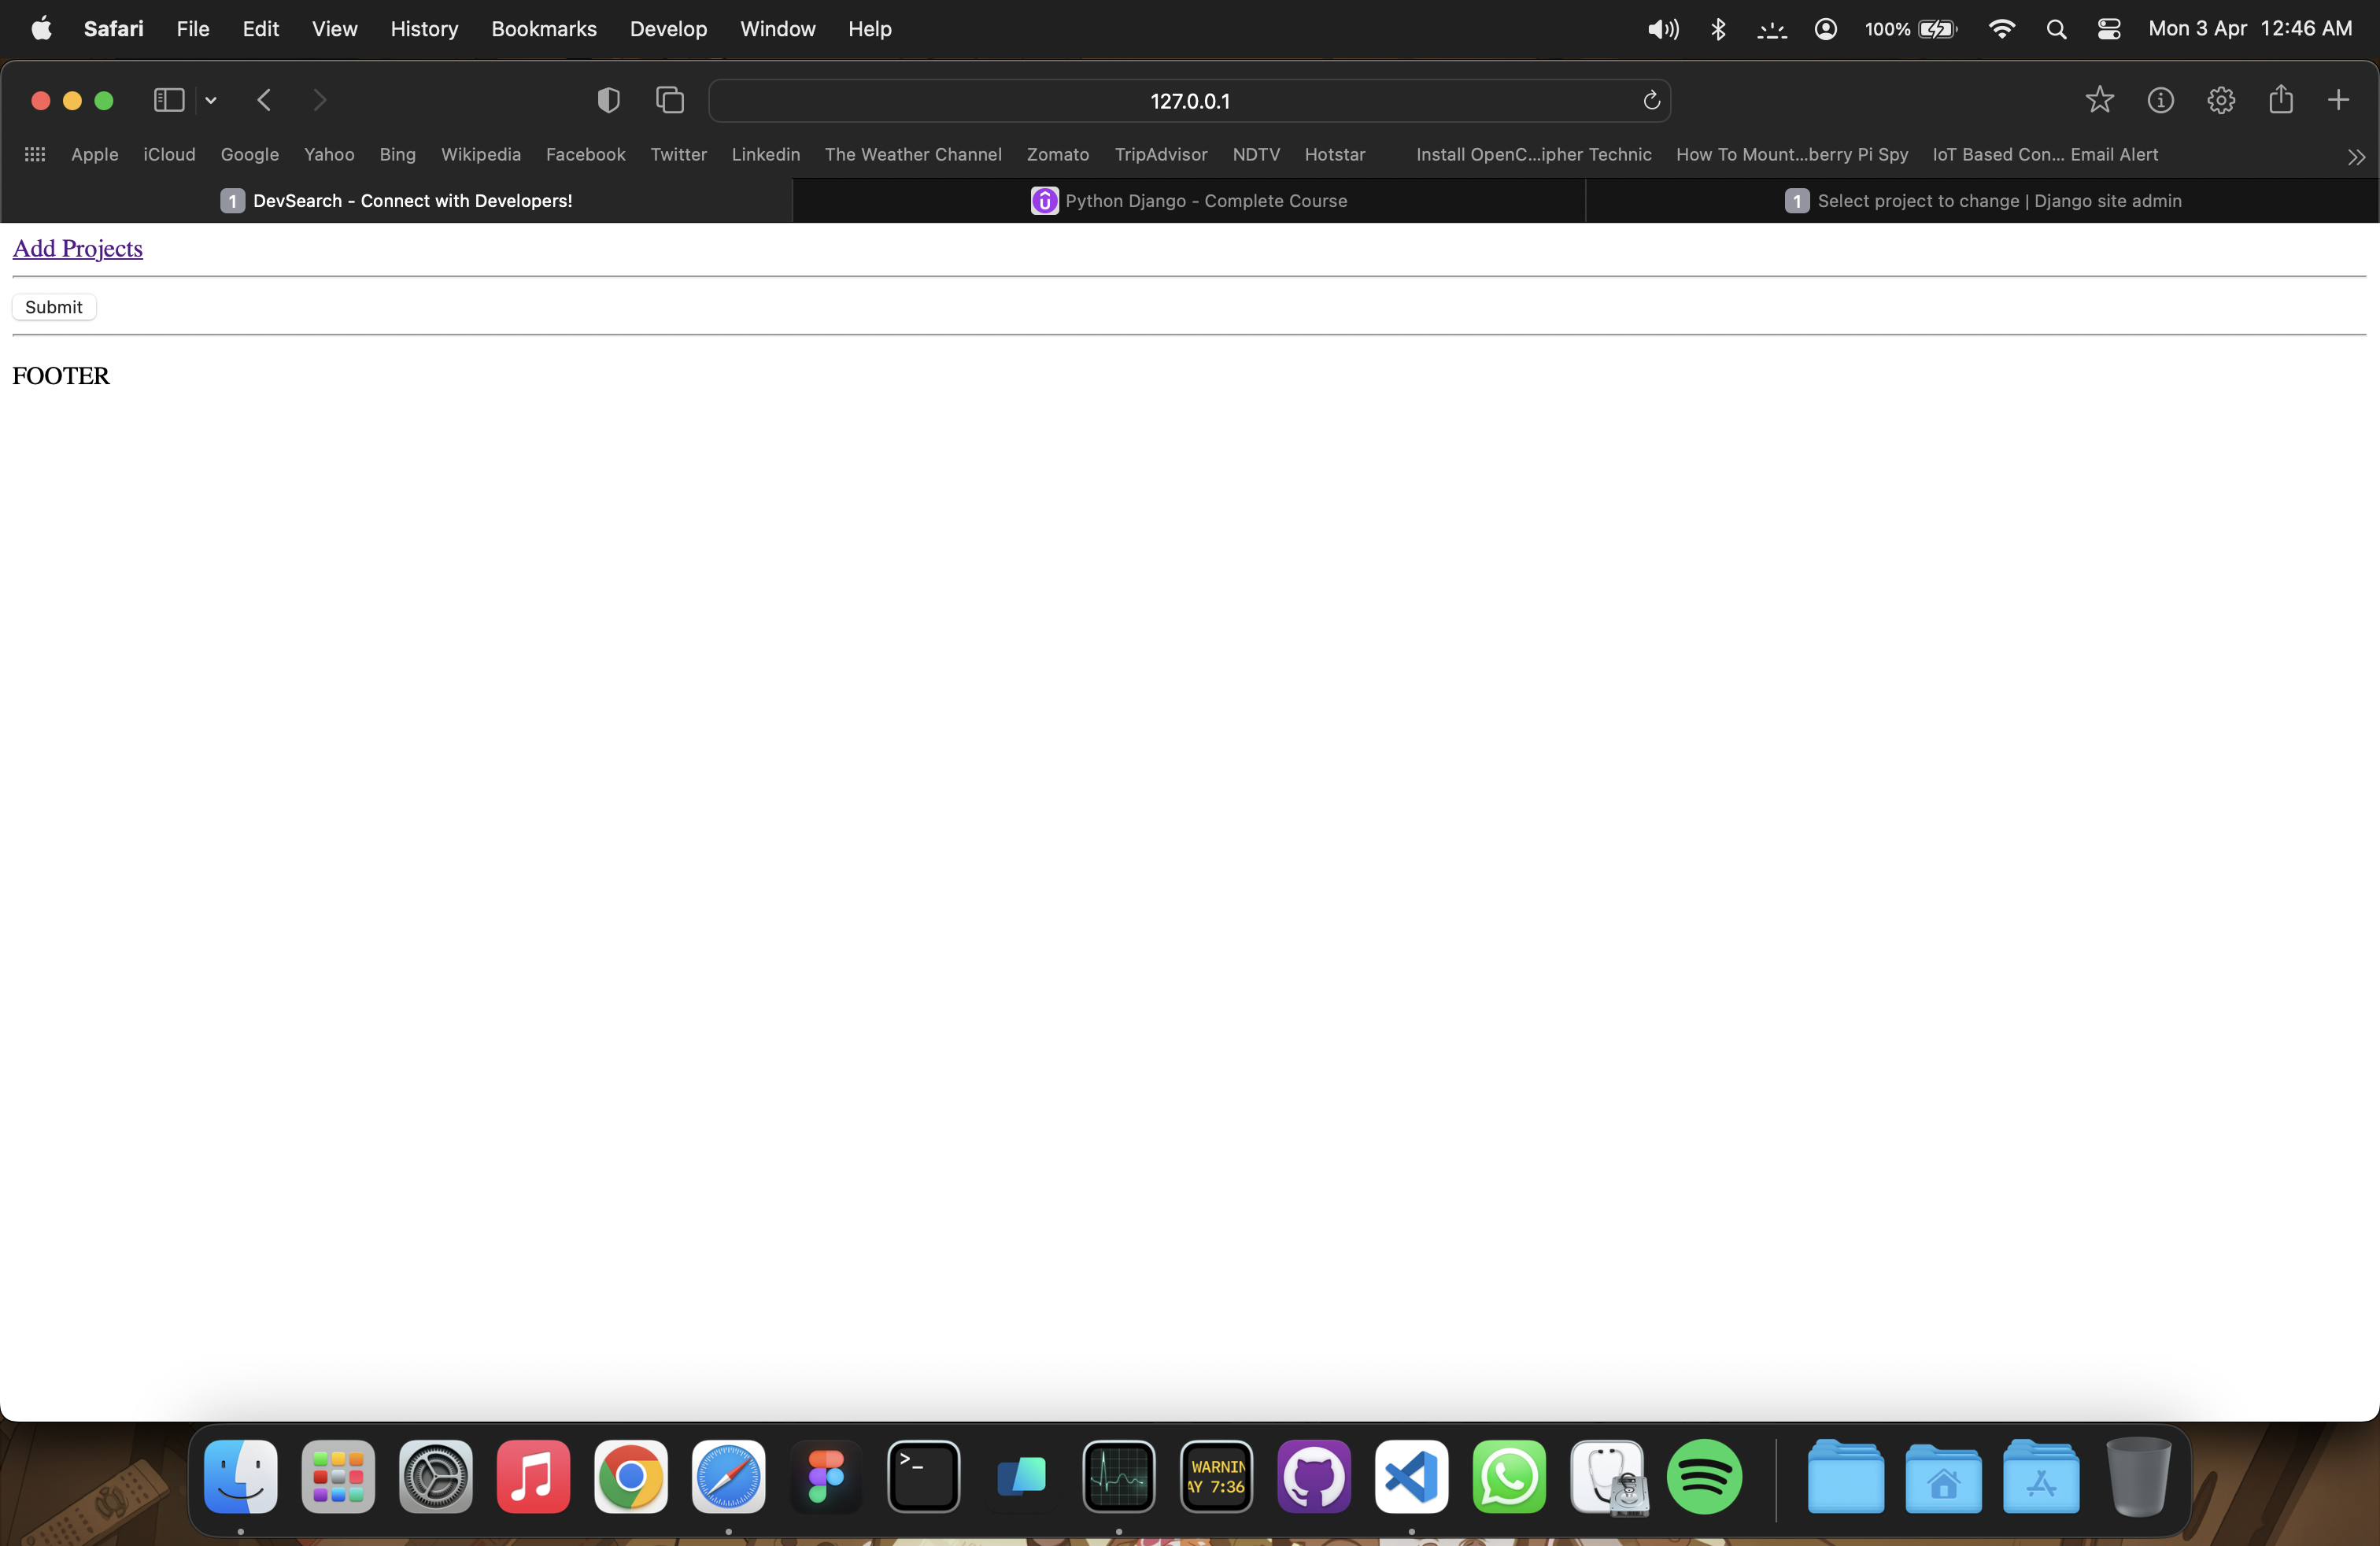 Safari File Edit View History Bookmarks Develop Window Help 100% Mon 3 Apr 12:46 AM
127.0.0.1
Apple iCloud Google Yahoo Bing Wikipedia Facebook Twitter Linkedin The Weather Channel Zomato TripAdvisor NDTV Hotstar Install OpenC...ipher Technic How To Mount...berry Pi Spy IoT Based Con... Email Alert
1 DevSearch - Connect with Developers! Python Django - Complete Course 1 Select project to change | Django site admin
Add Projects
Submit
FOOTER
WARNIN
AY 7:36